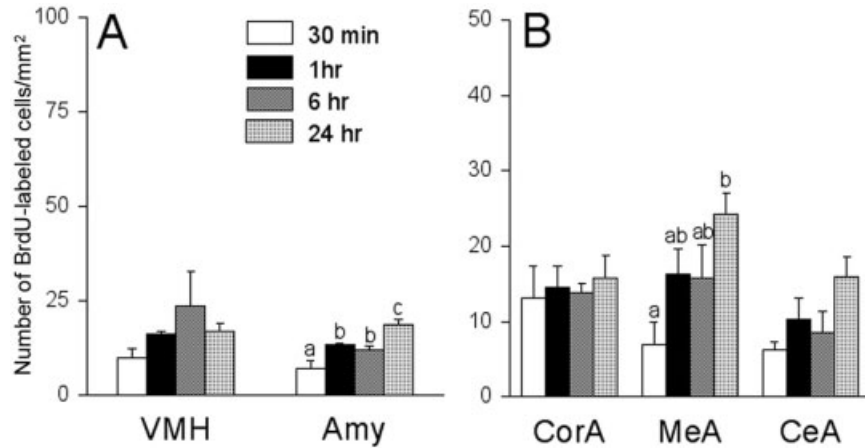 A
B
30 min
1hr
6 hr
24 hr
Number of BrdU-labeled cells/mm²
100
75
50
25
0
a
b
b
c
VMH
Amy
50
40
30
20
10
0
a
ab
ab
b
CorA
MeA
CeA